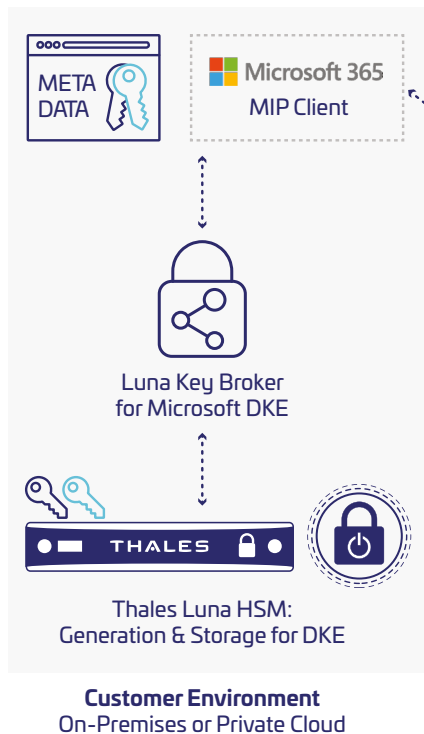 META
DATA
Microsoft 365
MIP Client
Luna Key Broker
for Microsoft DKE
THALES
Thales Luna HSM:
Generation & Storage for DKE
Customer Environment
On-Premises or Private Cloud